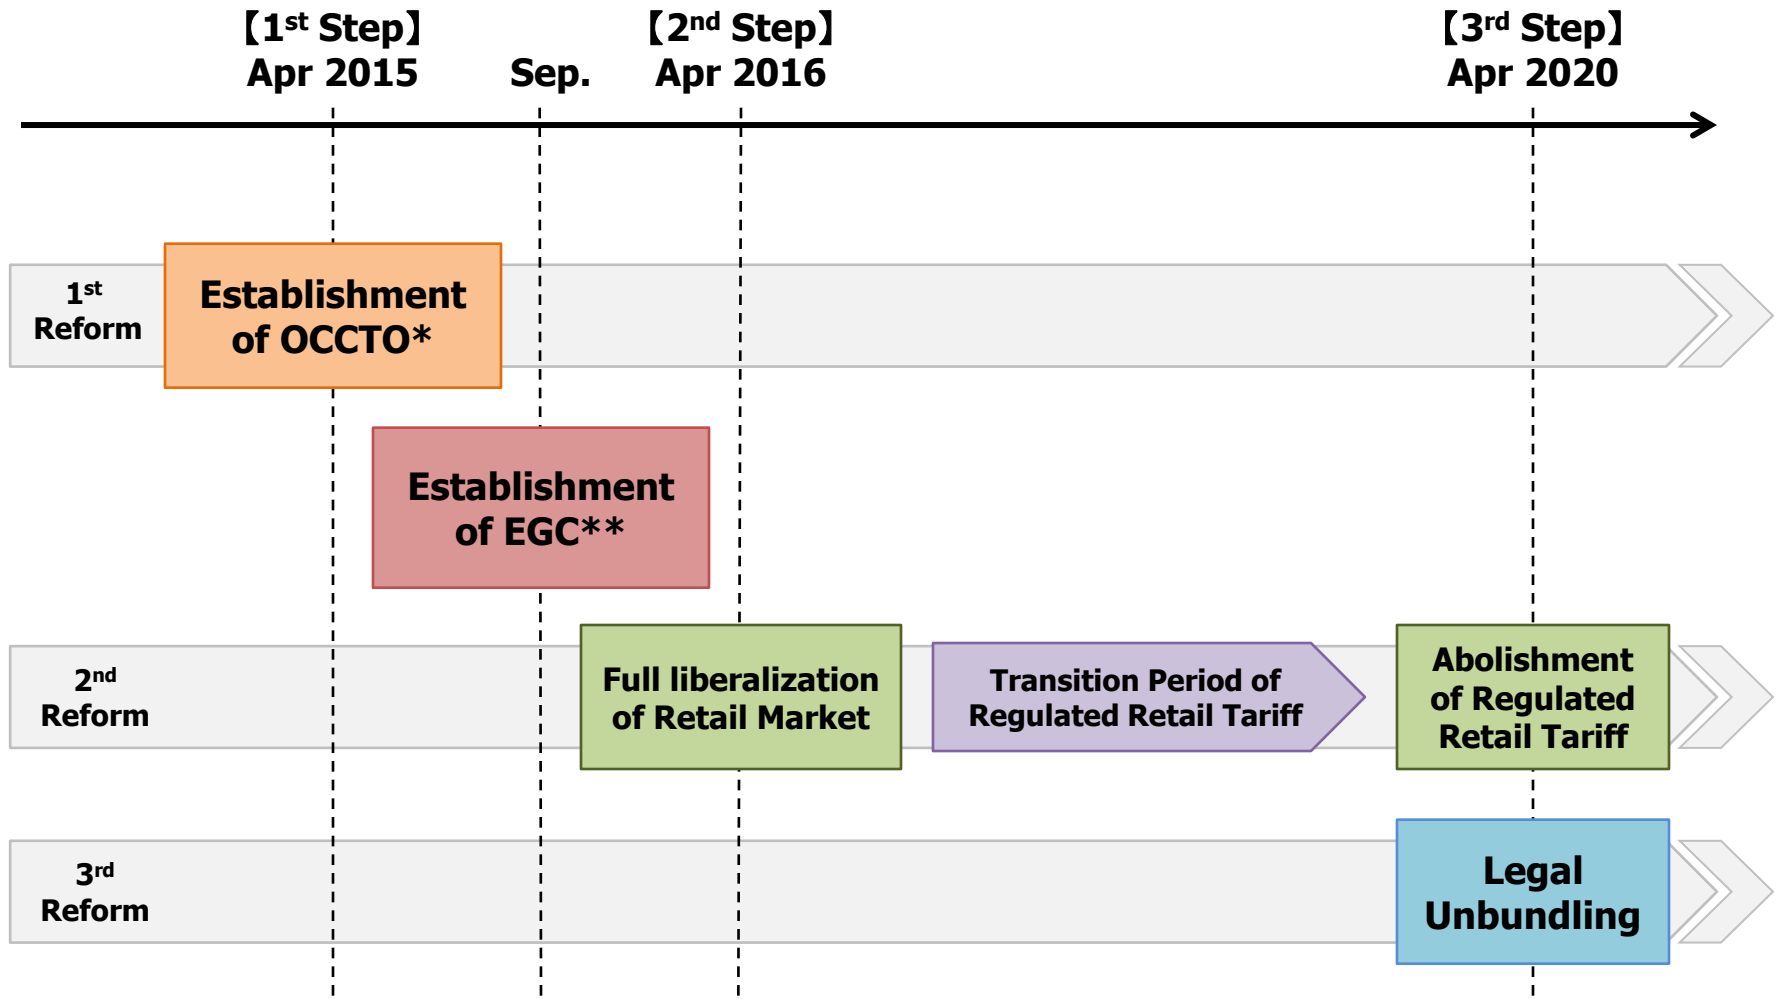 【1st Step】
Apr 2015
Sep.
【2nd Step】
Apr 2016
【3rd Step】
Apr 2020
1st
Reform
Establishment
of OCCTO*
Establishment
of EGC**
2nd
Reform
Full liberalization
of Retail Market
Transition Period of
Regulated Retail Tariff
Abolishment
of Regulated
Retail Tariff
3rd
Reform
Legal
Unbundling